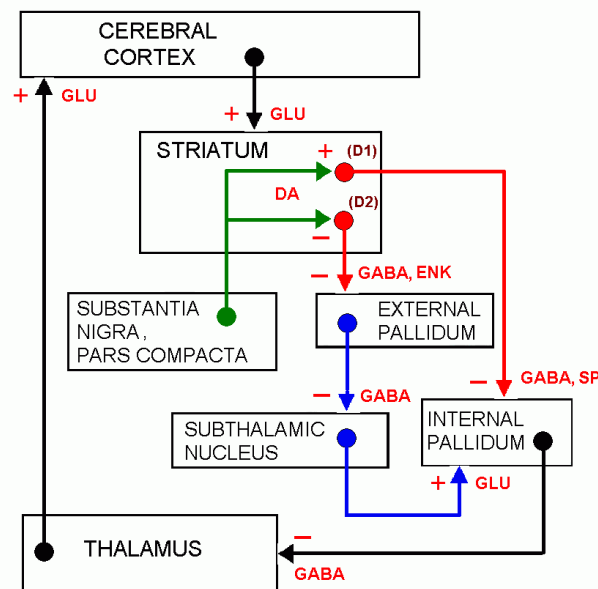 CEREBRAL
CORTEX
+ GLU
+ GLU
STRIATUM
+ (D1)
DA
(D2)
−
− GABA, ENK
SUBSTANTIA
NIGRA,
PARS COMPACTA
EXTERNAL
PALLIDUM
− GABA
− GABA, SP
SUBTHALAMIC
NUCLEUS
INTERNAL
PALLIDUM
+ GLU
THALAMUS
−
GABA